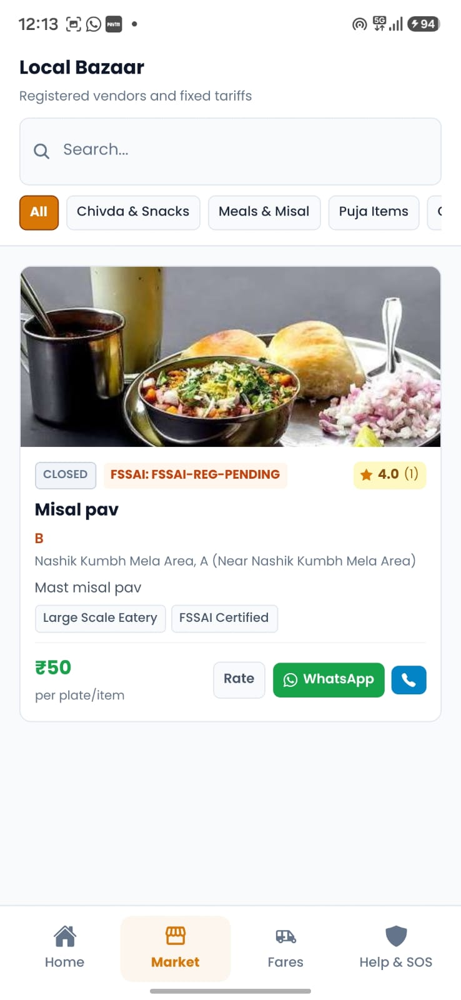 12:13 Paytm 5G 94
Local Bazaar
Registered vendors and fixed tariffs
Search...
All Chivda & Snacks Meals & Misal Puja Items
CLOSED FSSAI: FSSAI-REG-PENDING 4.0 (1)
Misal pav
B
Nashik Kumbh Mela Area, A (Near Nashik Kumbh Mela Area)
Mast misal pav
Large Scale Eatery FSSAI Certified
₹50 Rate WhatsApp
per plate/item
Home Market Fares Help & SOS